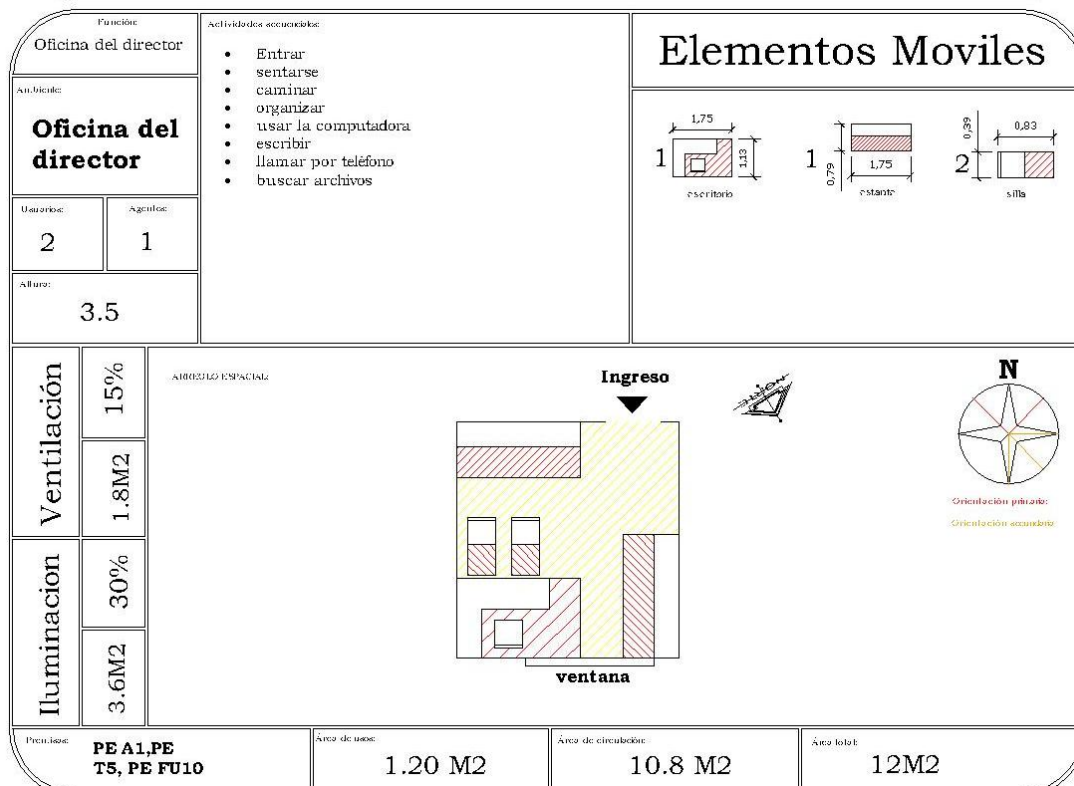 Función:
Oficina del director
Ambiente:
Oficina del
director
Usuarios:
2
Agentes:
1
Altura:
3.5
Actividades secuenciales:
• Entrar
• sentarse
• caminar
• organizar
• usar la computadora
• escribir
• llamar por teléfono
• buscar archivos
Elementos Moviles
1
1,75
1,13
escritorio
1
0,79
1,75
estante
2
0,39
0,83
silla
Ventilación
15%
1.8M2
Iluminacion
30%
3.6M2
ARREGLO ESPACIAL:
Ingreso
ventana
N
Orientación primaria:
Orientación secundaria
Premisas:
PE A1,PE
T5, PE FU10
Área de usos:
1.20 M2
Área de circulación:
10.8 M2
Área total:
12M2